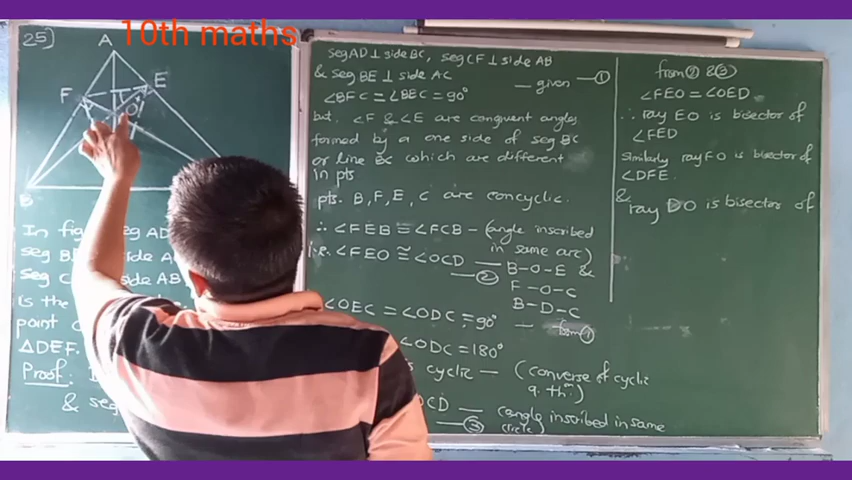 10th maths
25)
A
F
E
O
B
In fig seg AD
seg B
seg C side AB
is the
point
ΔDEF.
Proof:
& seg
seg AD ⊥ side BC, seg CF ⊥ side AB
& seg BE ⊥ side AC
— given — ①
∠BFC = ∠BEC = 90°
but. ∠F & ∠E are congruent angles
formed by a one side of seg BC
or line BC which are different
in pts
pts. B, F, E, C are concyclic.
∴ ∠FEB ≅ ∠FCB — (angle inscribed
in same arc)
i.e. ∠FEO ≅ ∠OCD — B-O-E &
— ② F-O-C
B-D-C
∠OEC = ∠ODC = 90°
— from ①
∠ODC = 180°
cyclic — (converse of cyclic
q. thm)
OCD — (angle inscribed in same
— ③ circle)
from ② & ③
∠FEO = ∠OED
∴ ray EO is bisector of
∠FED
Similarly ray FO is bisector of
∠DFE.
&
ray DO is bisector of